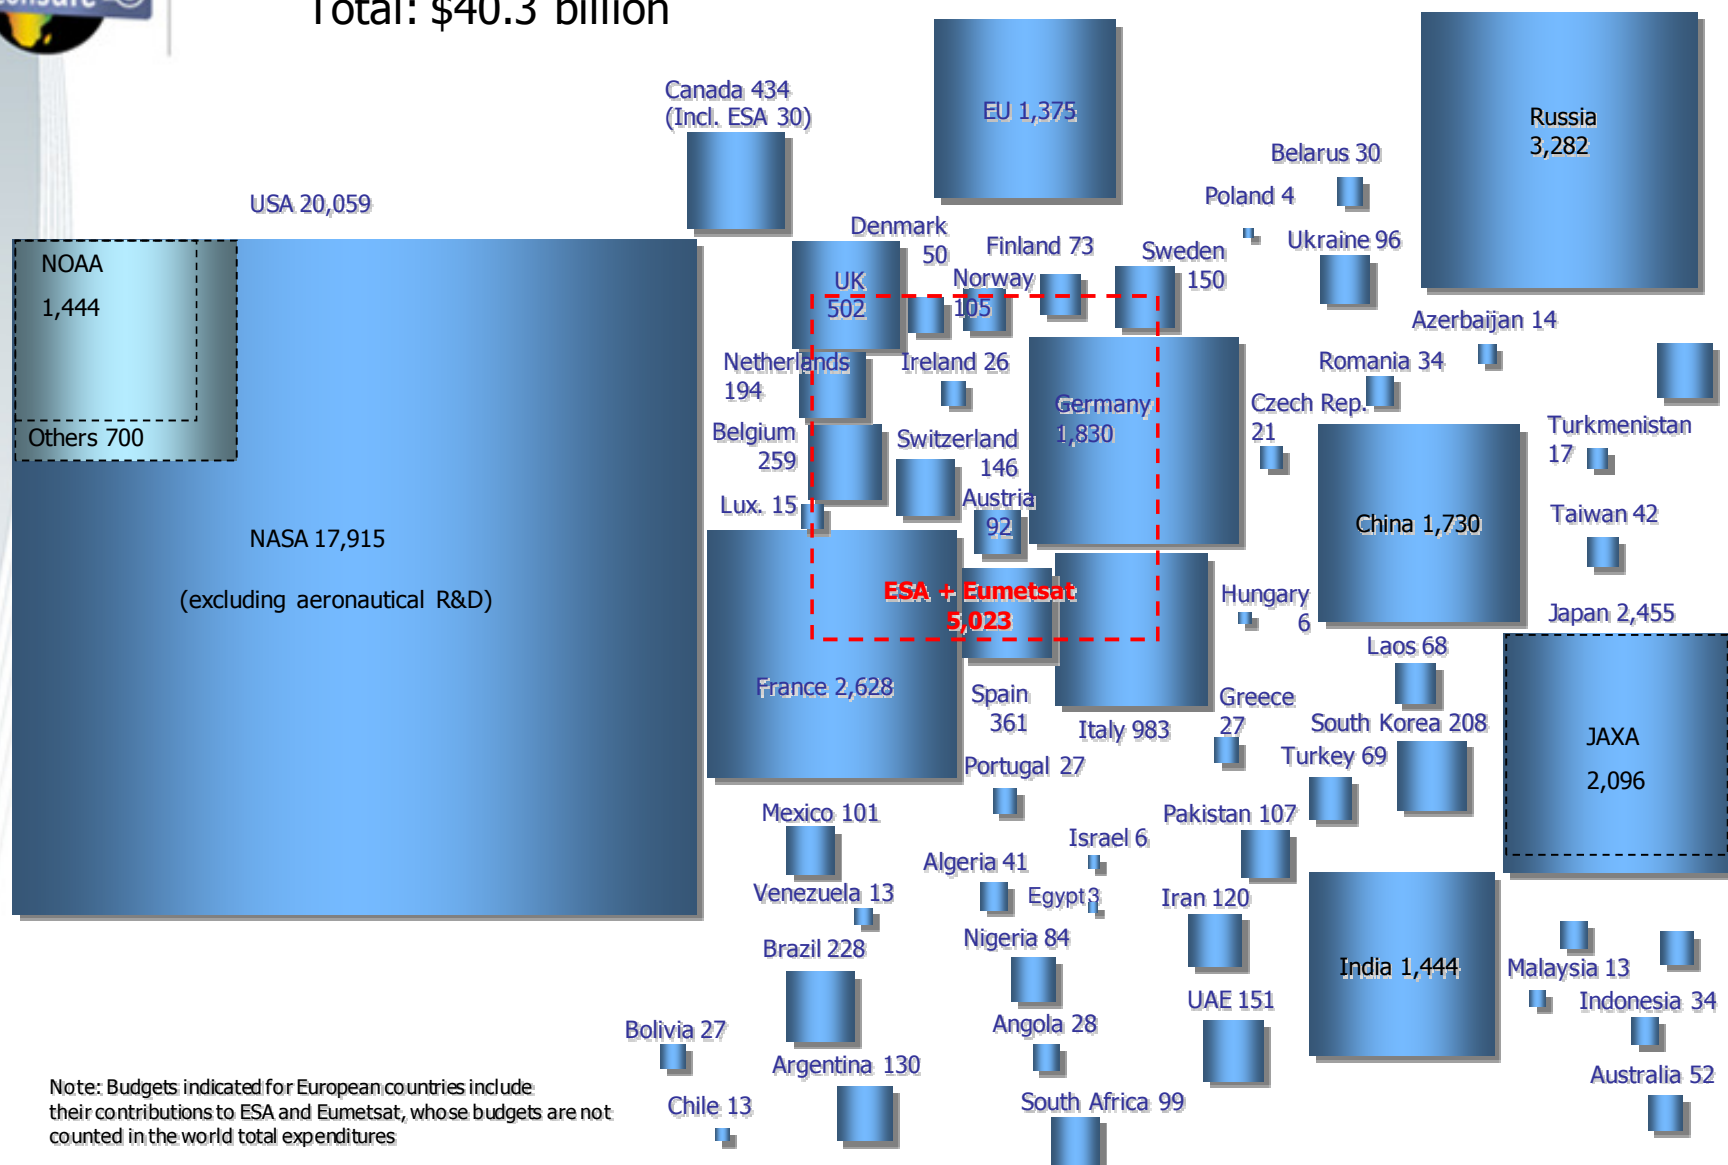 Total: $40.3 billion
Canada 434
(Incl. ESA 30)
EU 1,375
Russia
3,282
Belarus 30
Poland 4
USA 20,059
Denmark
50
Finland 73
Sweden
150
Ukraine 96
NOAA
1,444
UK
502
Norway
105
Azerbaijan 14
Netherlands
194
Ireland 26
Romania 34
Germany
1,830
Czech Rep.
21
Others 700
Belgium
259
Switzerland
146
Turkmenistan
17
Lux. 15
Austria
92
China 1,730
Taiwan 42
NASA 17,915
(excluding aeronautical R&D)
ESA + Eumetsat
5,023
Hungary
6
Japan 2,455
Laos 68
France 2,628
Spain
361
Italy 983
Greece
27
South Korea 208
JAXA
2,096
Turkey 69
Portugal 27
Mexico 101
Pakistan 107
Israel 6
Algeria 41
Venezuela 13
Egypt 3
Iran 120
Brazil 228
Nigeria 84
India 1,444
Malaysia 13
UAE 151
Indonesia 34
Bolivia 27
Angola 28
Argentina 130
Australia 52
Chile 13
South Africa 99
Note: Budgets indicated for European countries include
their contributions to ESA and Eumetsat, whose budgets are not
counted in the world total expenditures